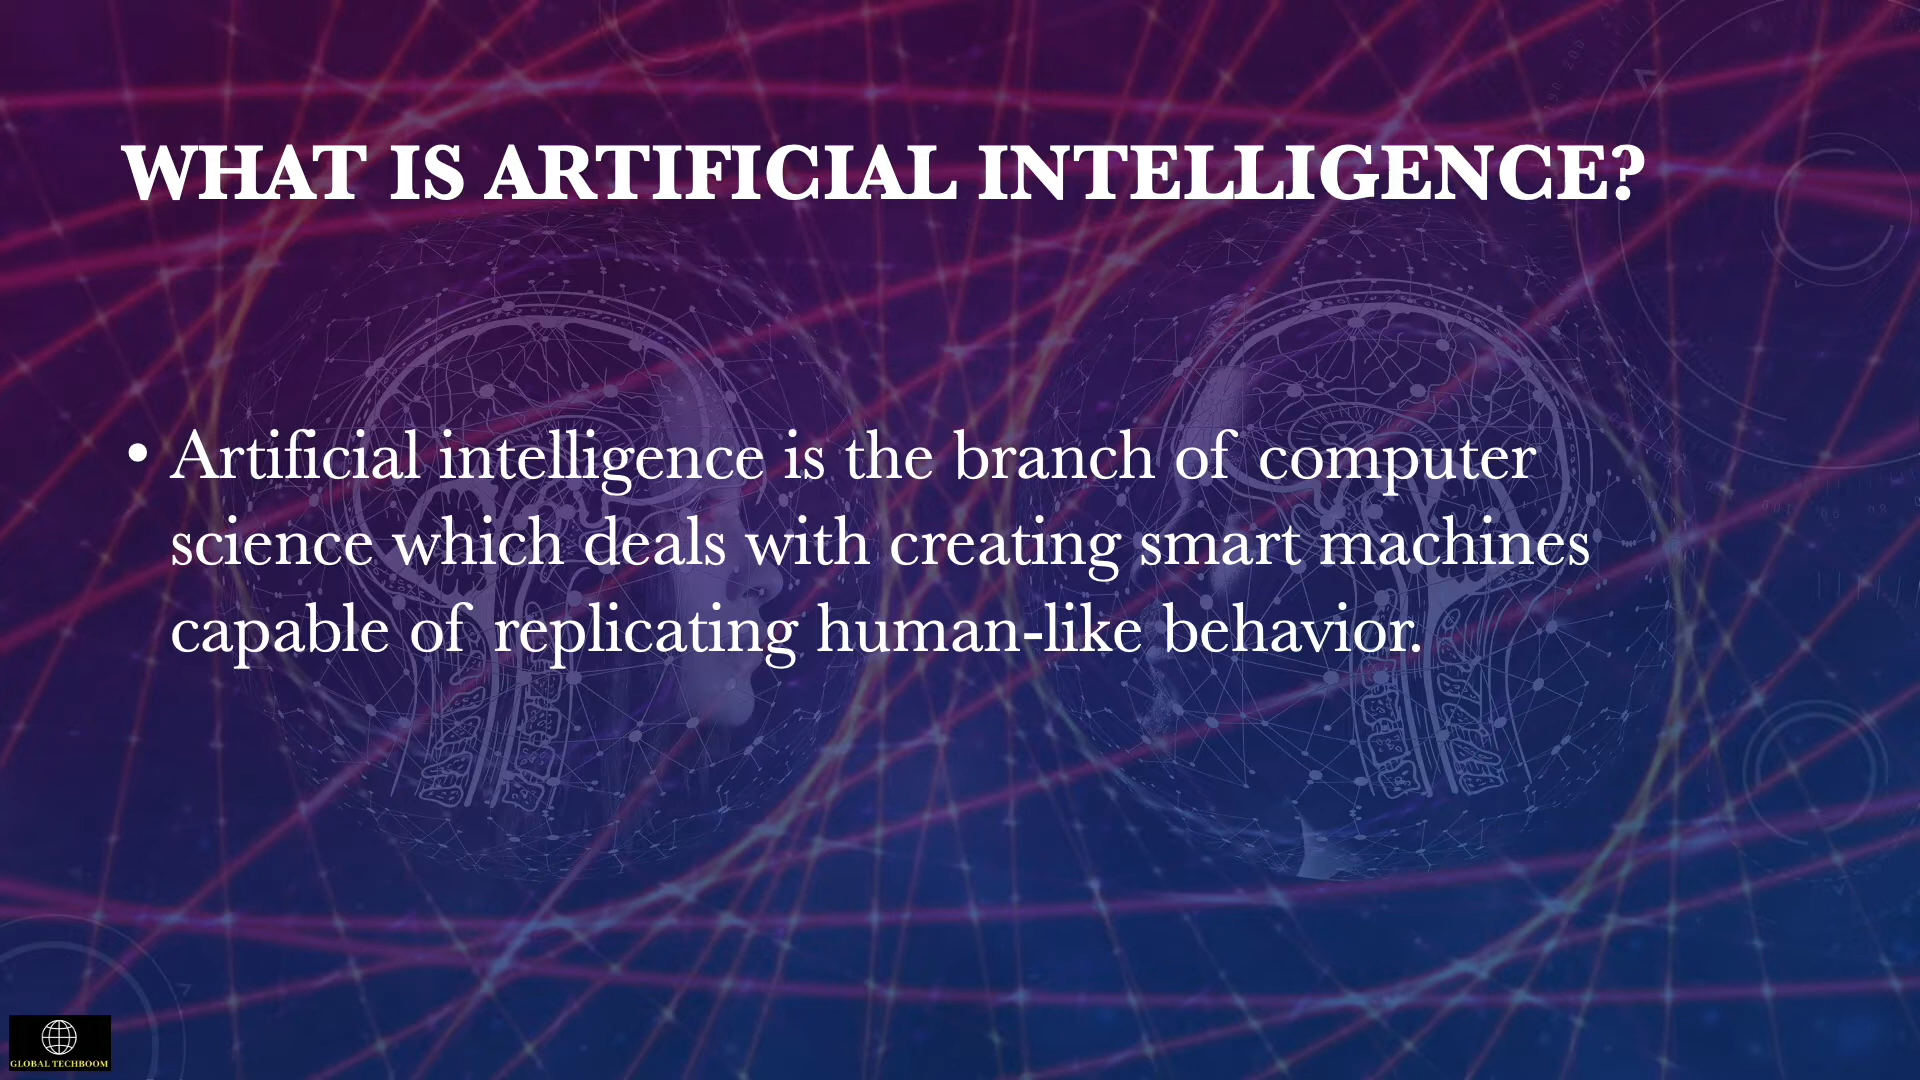 WHAT IS ARTIFICIAL INTELLIGENCE?
• Artificial intelligence is the branch of computer
science which deals with creating smart machines
capable of replicating human-like behavior.
GLOBAL TECHBOOM